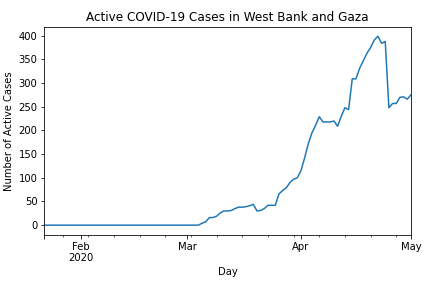 Active COVID-19 Cases in West Bank and Gaza
Number of Active Cases
400
350
300
250
200
150
100
50
0
Feb
2020
Mar
Apr
May
Day